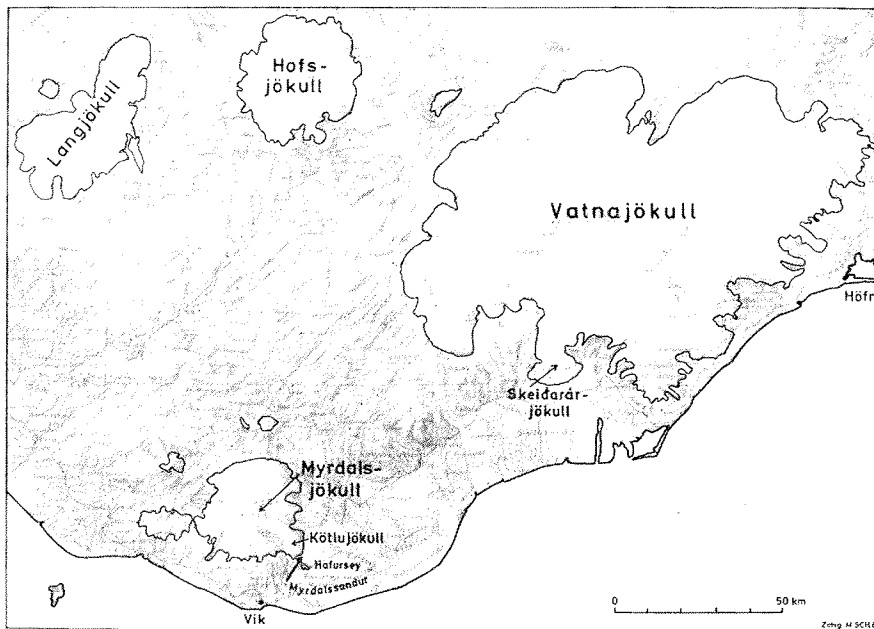 Hofs-
jökull
Langjökull
Vatnajökull
Höfn
Skeidarár-
jökull
Myrdals-
jökull
Kötlujökull
Hafursey
Myrdalssandur
Vik
0 50 km